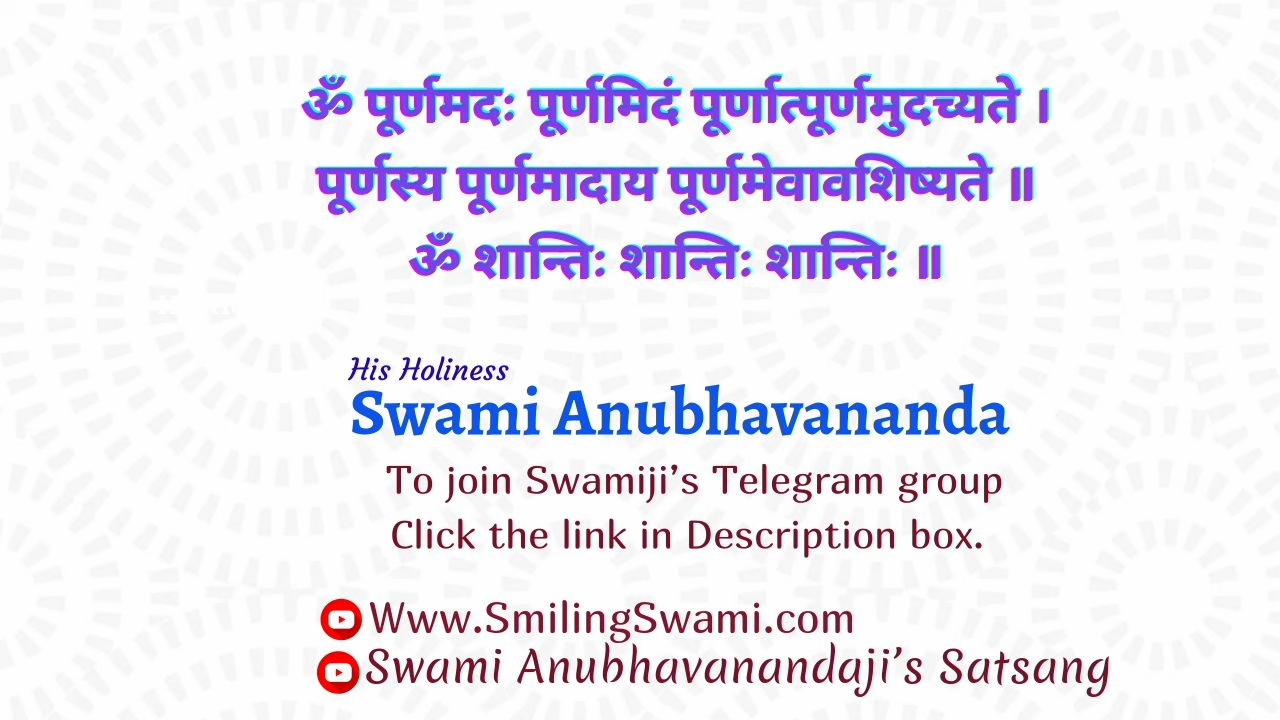 ॐ पूर्णमदः पूर्णमिदं पूर्णात्पूर्णमुदच्यते ।
पूर्णस्य पूर्णमादाय पूर्णमेवावशिष्यते ॥
ॐ शान्तिः शान्तिः शान्तिः ॥
His Holiness
Swami Anubhavananda
To join Swamiji's Telegram group
Click the link in Description box.
Www.SmilingSwami.com
Swami Anubhavanandaji's Satsang